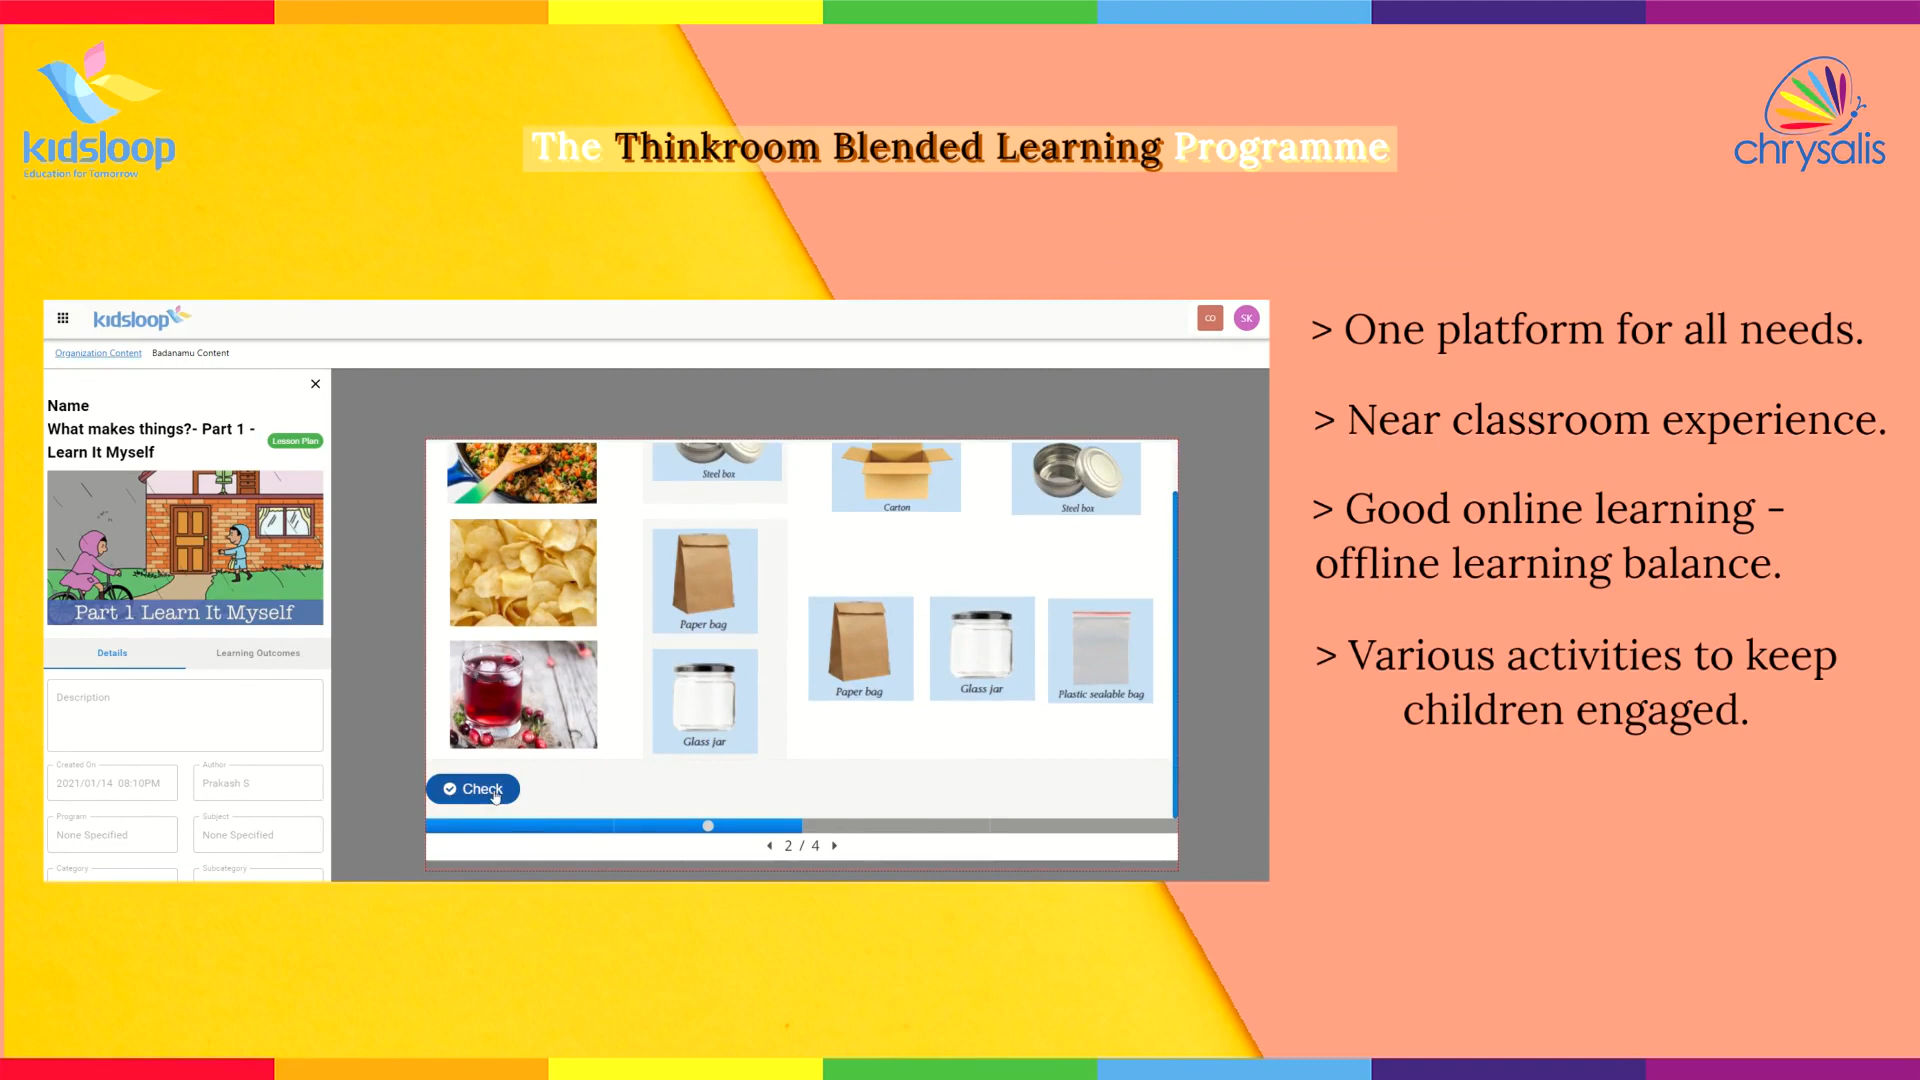 kidsloop
Education for Tomorrow
The Thinkroom Blended Learning Programme
chrysalis
kidsloop
CO
SK
Organization Content
Badanamu Content
Name
What makes things?- Part 1 -
Learn It Myself
Lesson Plan
Part 1 Learn It Myself
Details
Learning Outcomes
Description
Created On
2021/01/14 08:10PM
Author
Prakash S
Program
None Specified
Subject
None Specified
Category
Subcategory
Steel box
Carton
Steel box
Paper bag
Glass jar
Paper bag
Glass jar
Plastic sealable bag
Check
2 / 4
> One platform for all needs.
> Near classroom experience.
> Good online learning -
offline learning balance.
> Various activities to keep
children engaged.